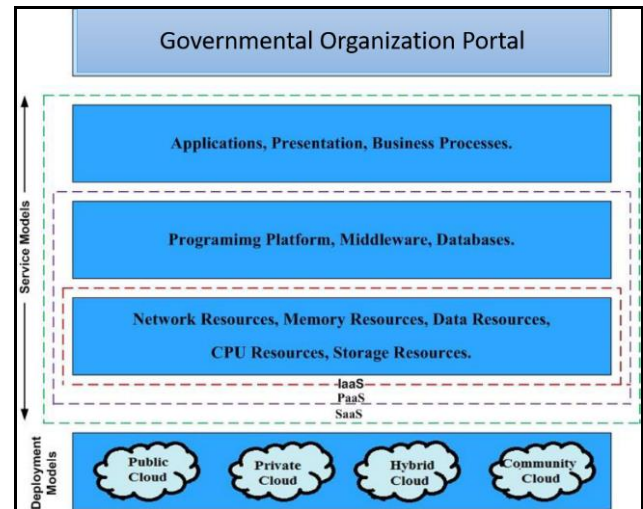 Governmental Organization Portal
Service Models
Applications, Presentation, Business Processes.
Programimg Platform, Middleware, Databases.
Network Resources, Memory Resources, Data Resources,
CPU Resources, Storage Resources.
IaaS
PaaS
SaaS
Deployment
Models
Public
Cloud
Private
Cloud
Hybrid
Cloud
Community
Cloud